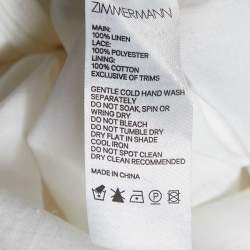 ZIMMERMANN
MAIN:
100% LINEN
LACE:
100% POLYESTER
LINING:
100% COTTON
EXCLUSIVE OF TRIMS
GENTLE COLD HAND WASH
SEPARATELY
DO NOT SOAK, SPIN OR
WRING DRY
DO NOT BLEACH
DO NOT TUMBLE DRY
DRY FLAT IN SHADE
COOL IRON
DO NOT STEAM
DRY CLEAN RECOMMENDED
MADE IN CHINA